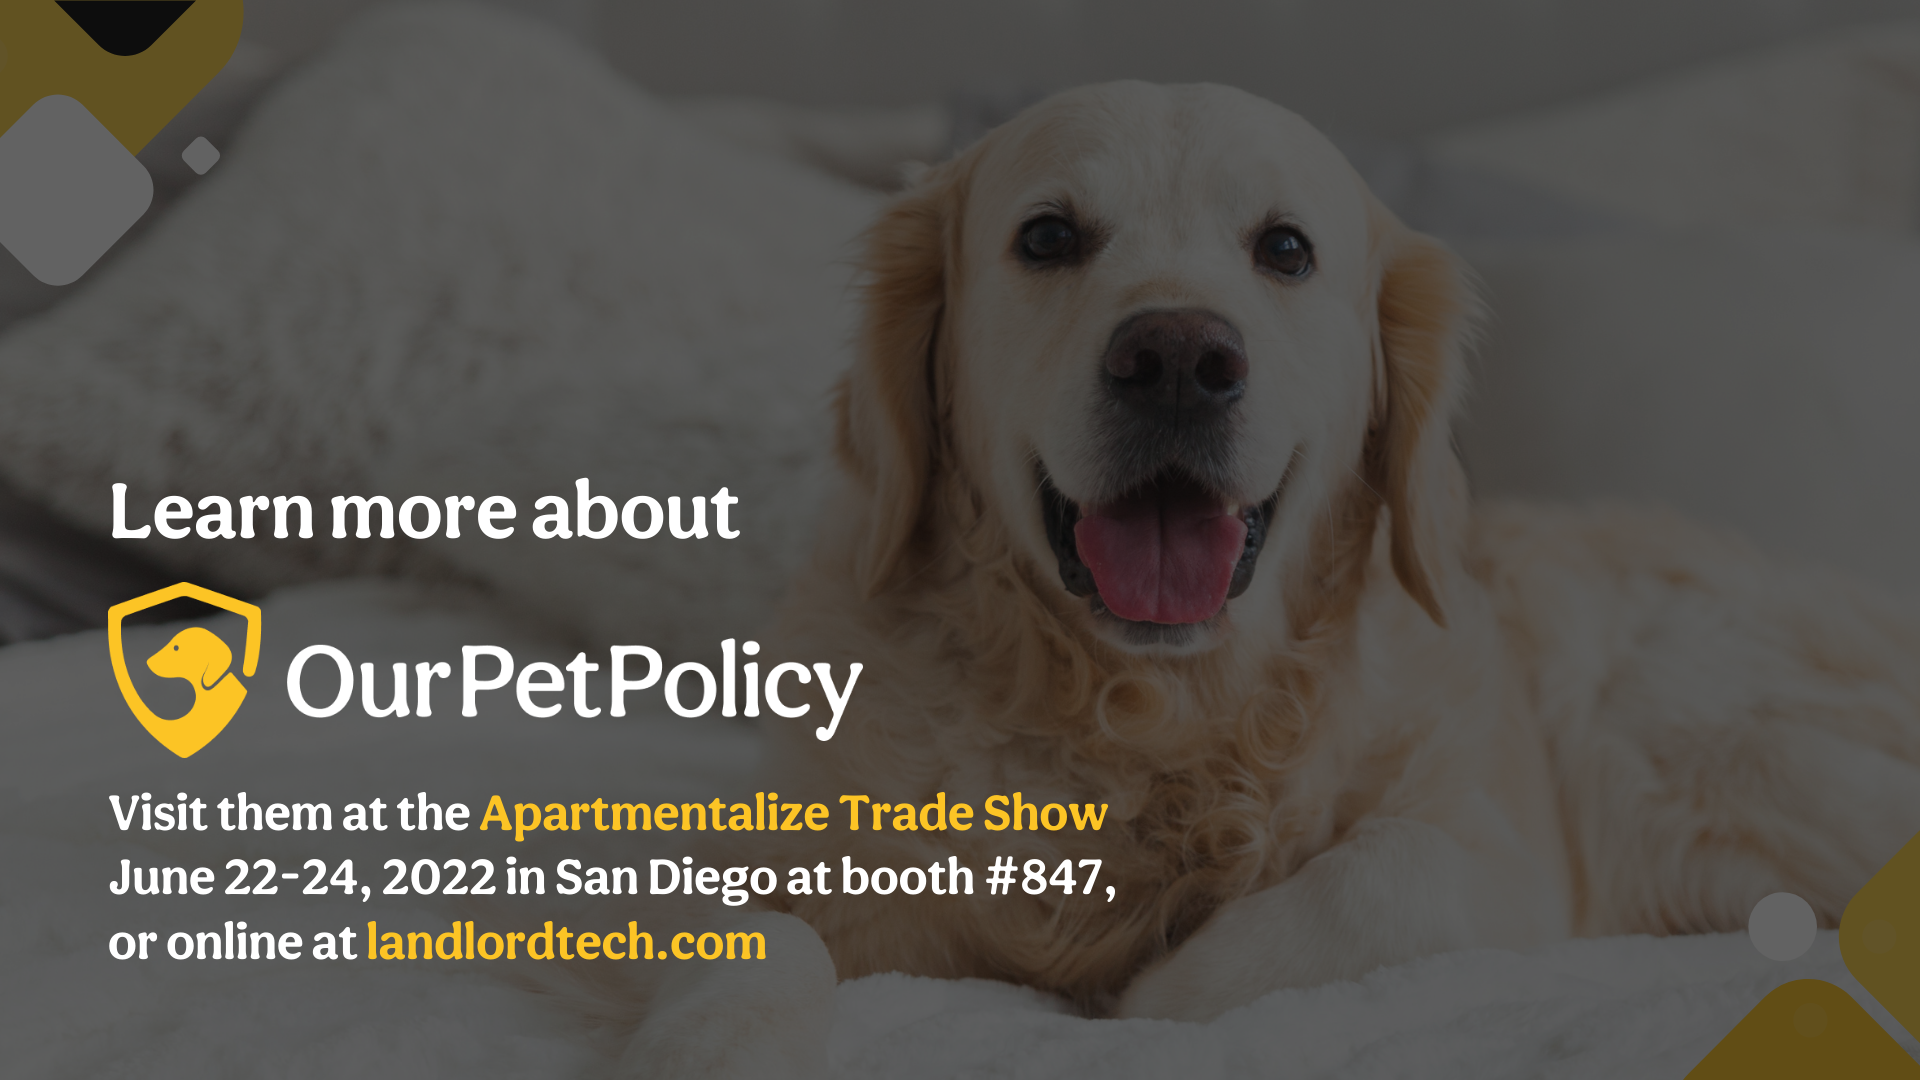 Learn more about
OurPetPolicy
Visit them at the Apartmentalize Trade Show
June 22-24, 2022 in San Diego at booth #847,
or online at landlordtech.com